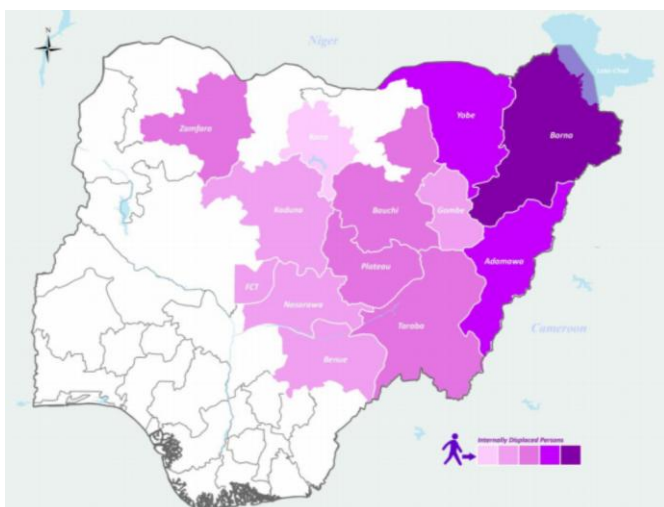 N
Niger
Lake Chad
Yobe
Borno
Zamfara
Kano
Kaduna
Bauchi
Gombe
Adamawa
Plateau
FCT
Nasarawa
Taraba
Cameroon
Benue
Internally Displaced Persons